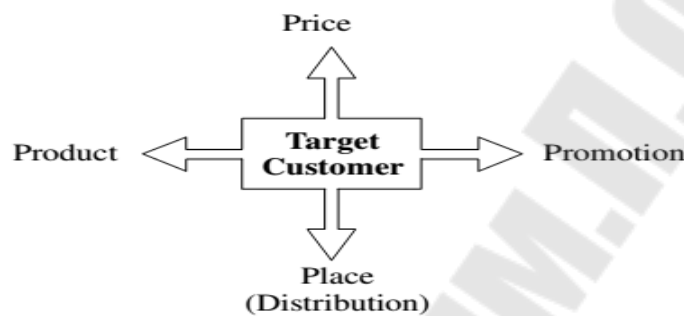 Price
Product
Target
Customer
Promotion
Place
(Distribution)